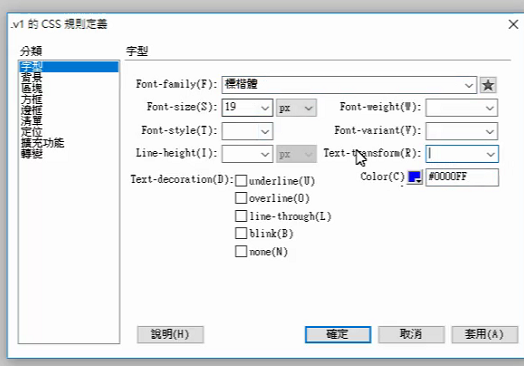 .v1 的 CSS 規則定義
分類
字型
字型
背景
區塊
方框
邊框
清單
定位
擴充功能
轉變
Font-family(F): 標楷體
Font-size(S): 19 px Font-weight(W):
Font-style(T): Font-variant(V):
Line-height(I): px Text-transform(R):
Text-decoration(D): underline(U) Color(C) #0000FF
overline(O)
line-through(L)
blink(B)
none(N)
說明(H) 確定 取消 套用(A)